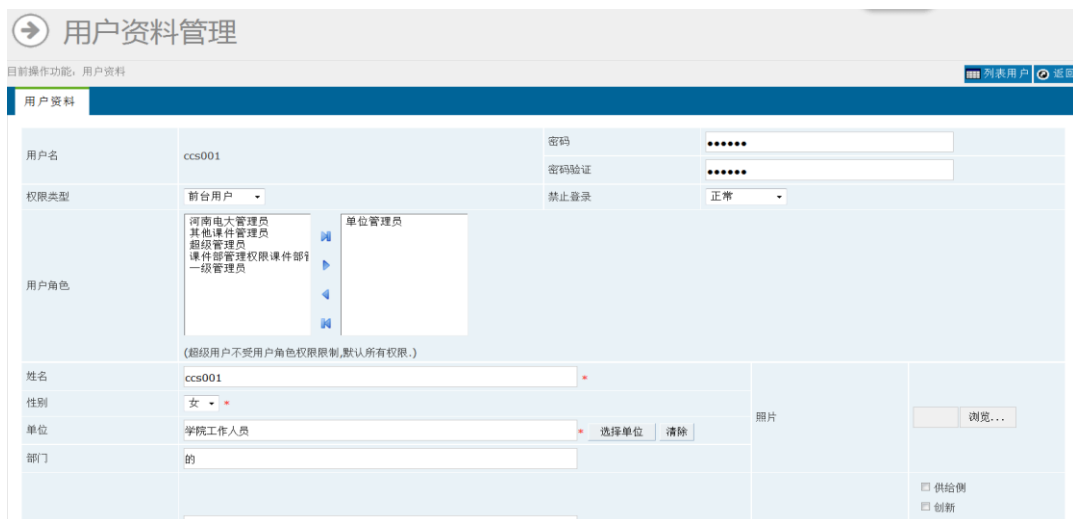 用户资料管理
目前操作功能：用户资料
列表用户 返回
用户资料
用户名 ccs001 密码 ●●●●●●
密码验证 ●●●●●●
权限类型 前台用户 禁止登录 正常
用户角色
河南电大管理员
其他课件管理员
超级管理员
课件部管理权限课件部管
一级管理员
单位管理员
(超级用户不受用户角色权限限制,默认所有权限.)
姓名 ccs001 *
性别 女 *
单位 学院工作人员 * 选择单位 清除
部门 的
照片 浏览...
供给侧
创新